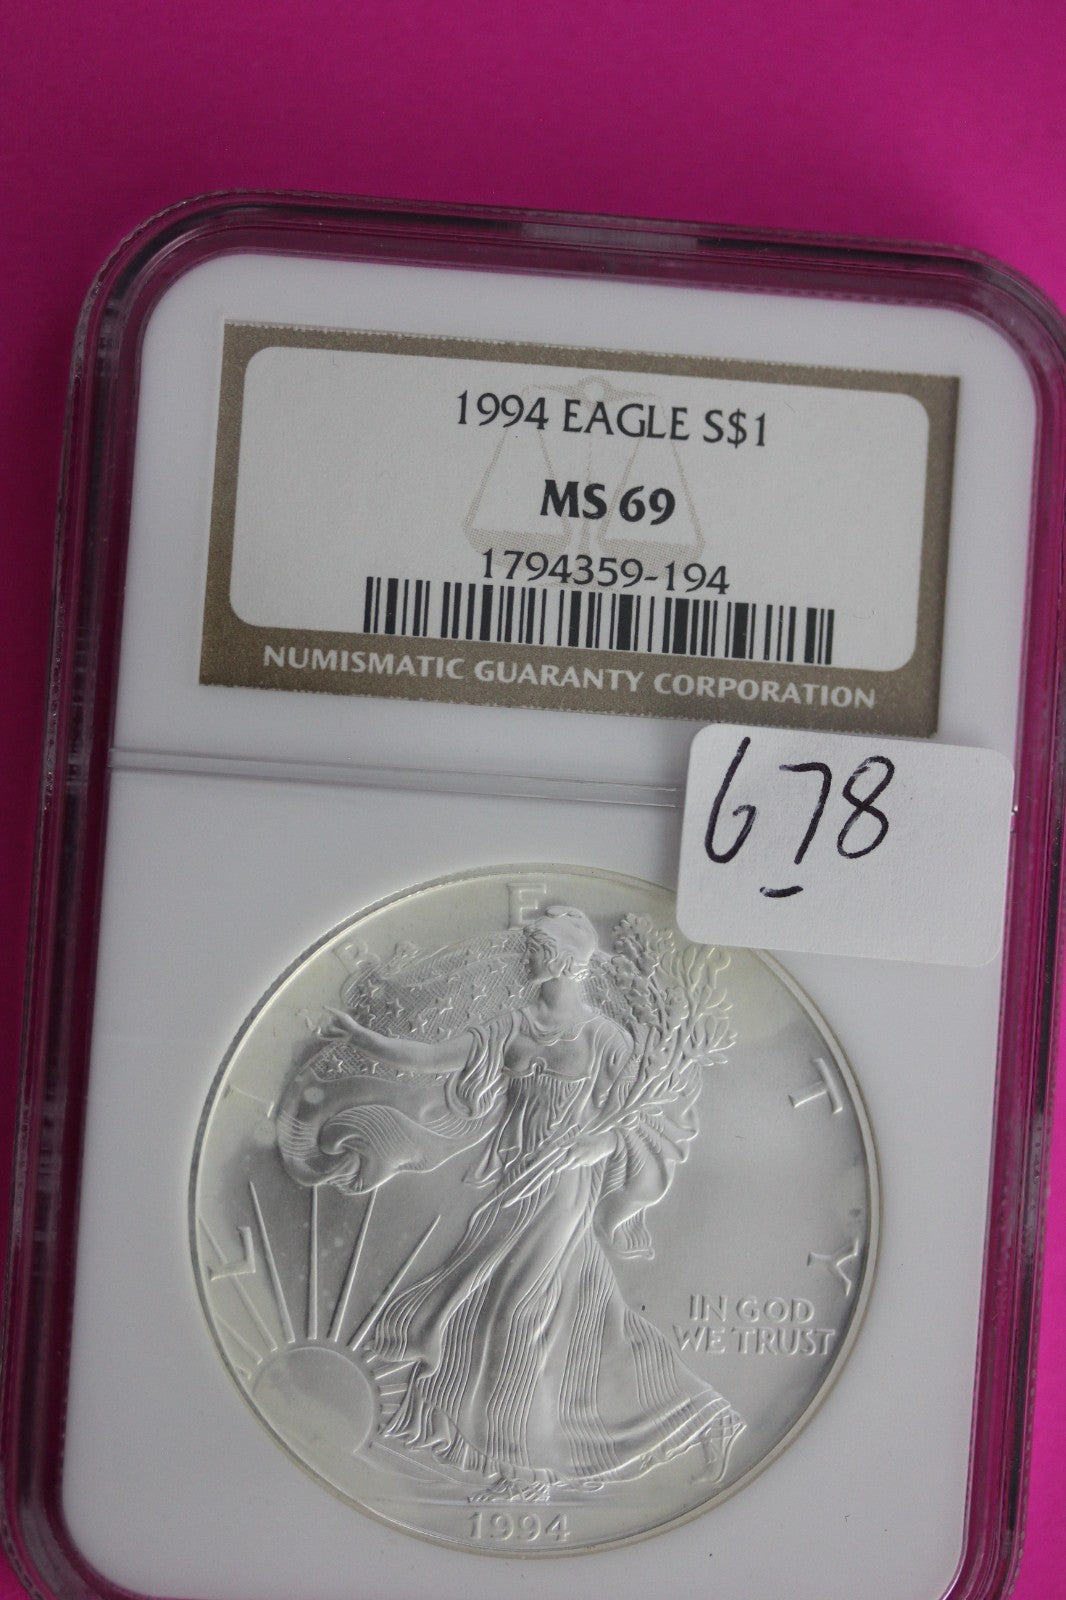 1994 EAGLE S$1
MS 69
1794359-194
NUMISMATIC GUARANTY CORPORATION
678
LIBERTY
IN GOD
WE TRUST
1994